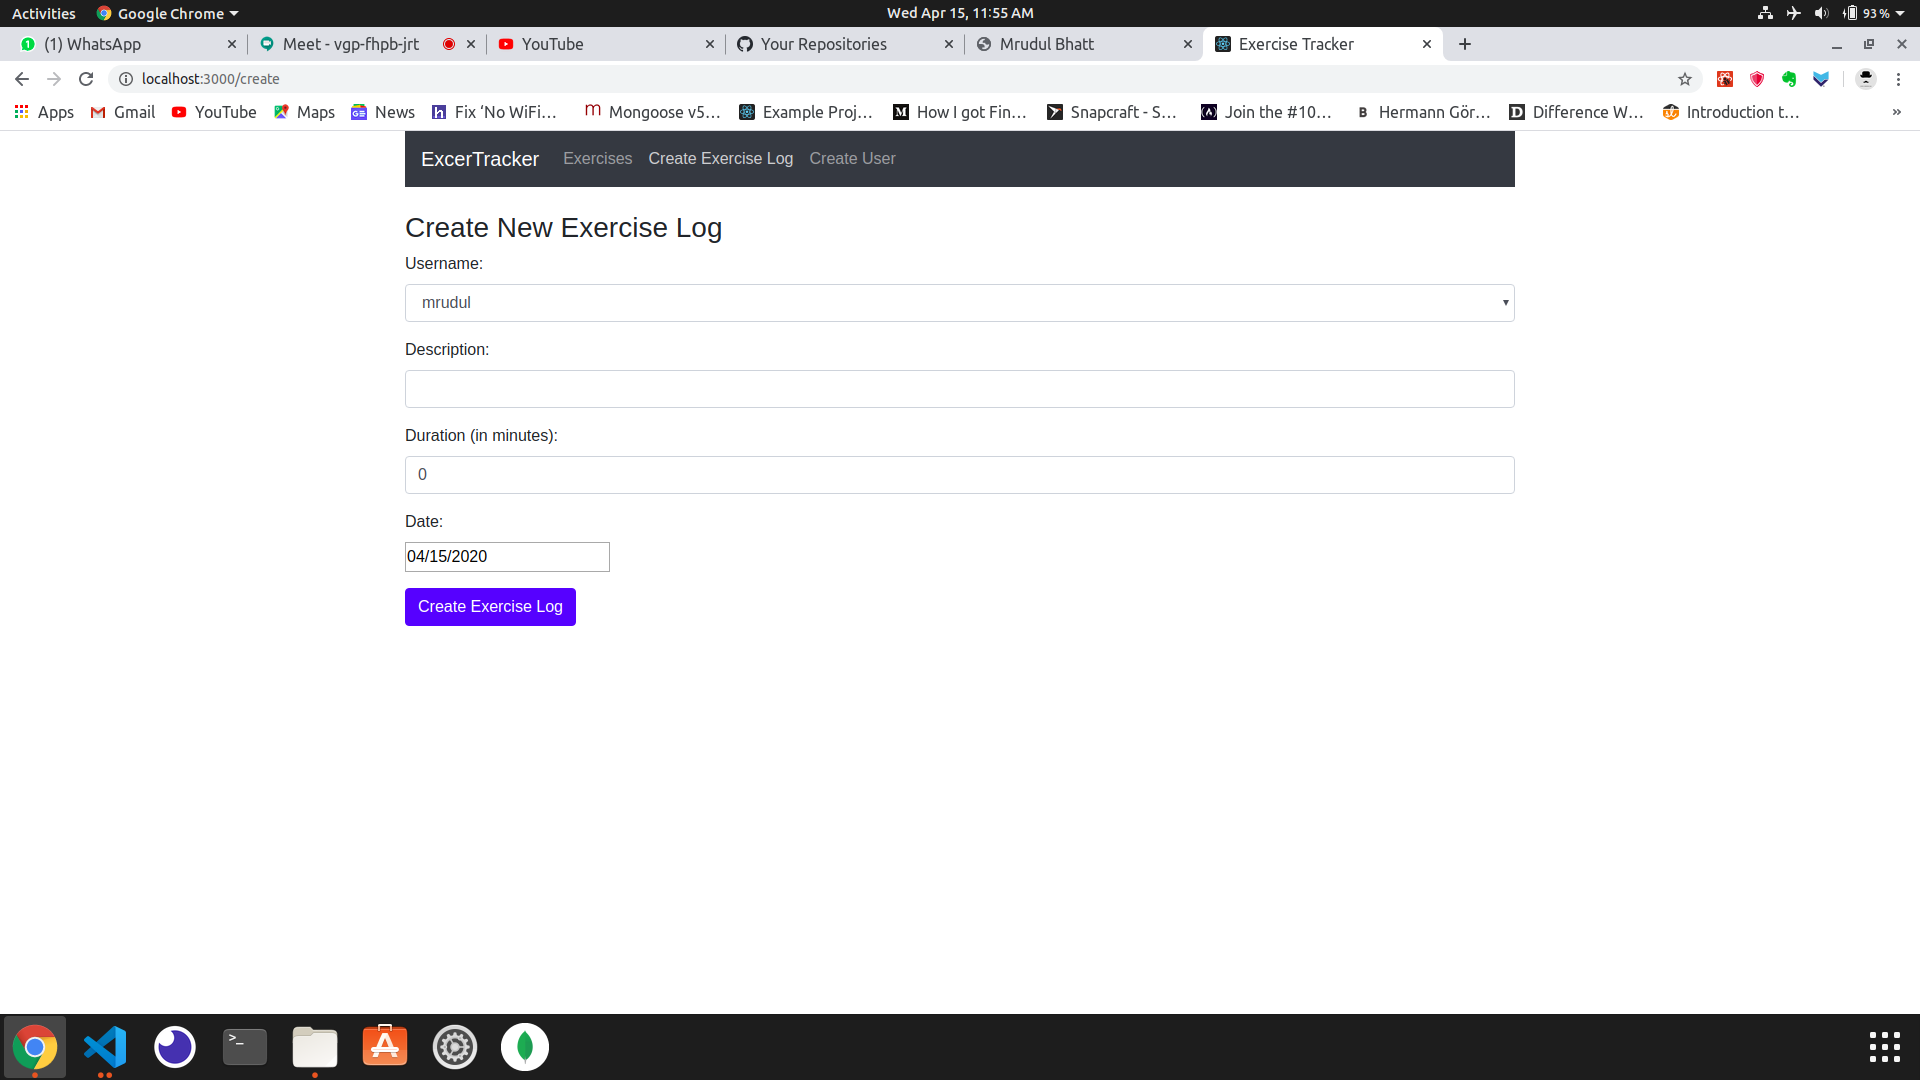 Activities Google Chrome Wed Apr 15, 11:55 AM 93 %
(1) WhatsApp Meet - vgp-fhpb-jrt YouTube Your Repositories Mrudul Bhatt Exercise Tracker
localhost:3000/create
Apps Gmail YouTube Maps News Fix ‘No WiFi… Mongoose v5… Example Proj… How I got Fin… Snapcraft - S… Join the #10… Hermann Gör… Difference W… Introduction t… »
ExcerTracker Exercises Create Exercise Log Create User
Create New Exercise Log
Username:
mrudul
Description:
Duration (in minutes):
0
Date:
04/15/2020
Create Exercise Log